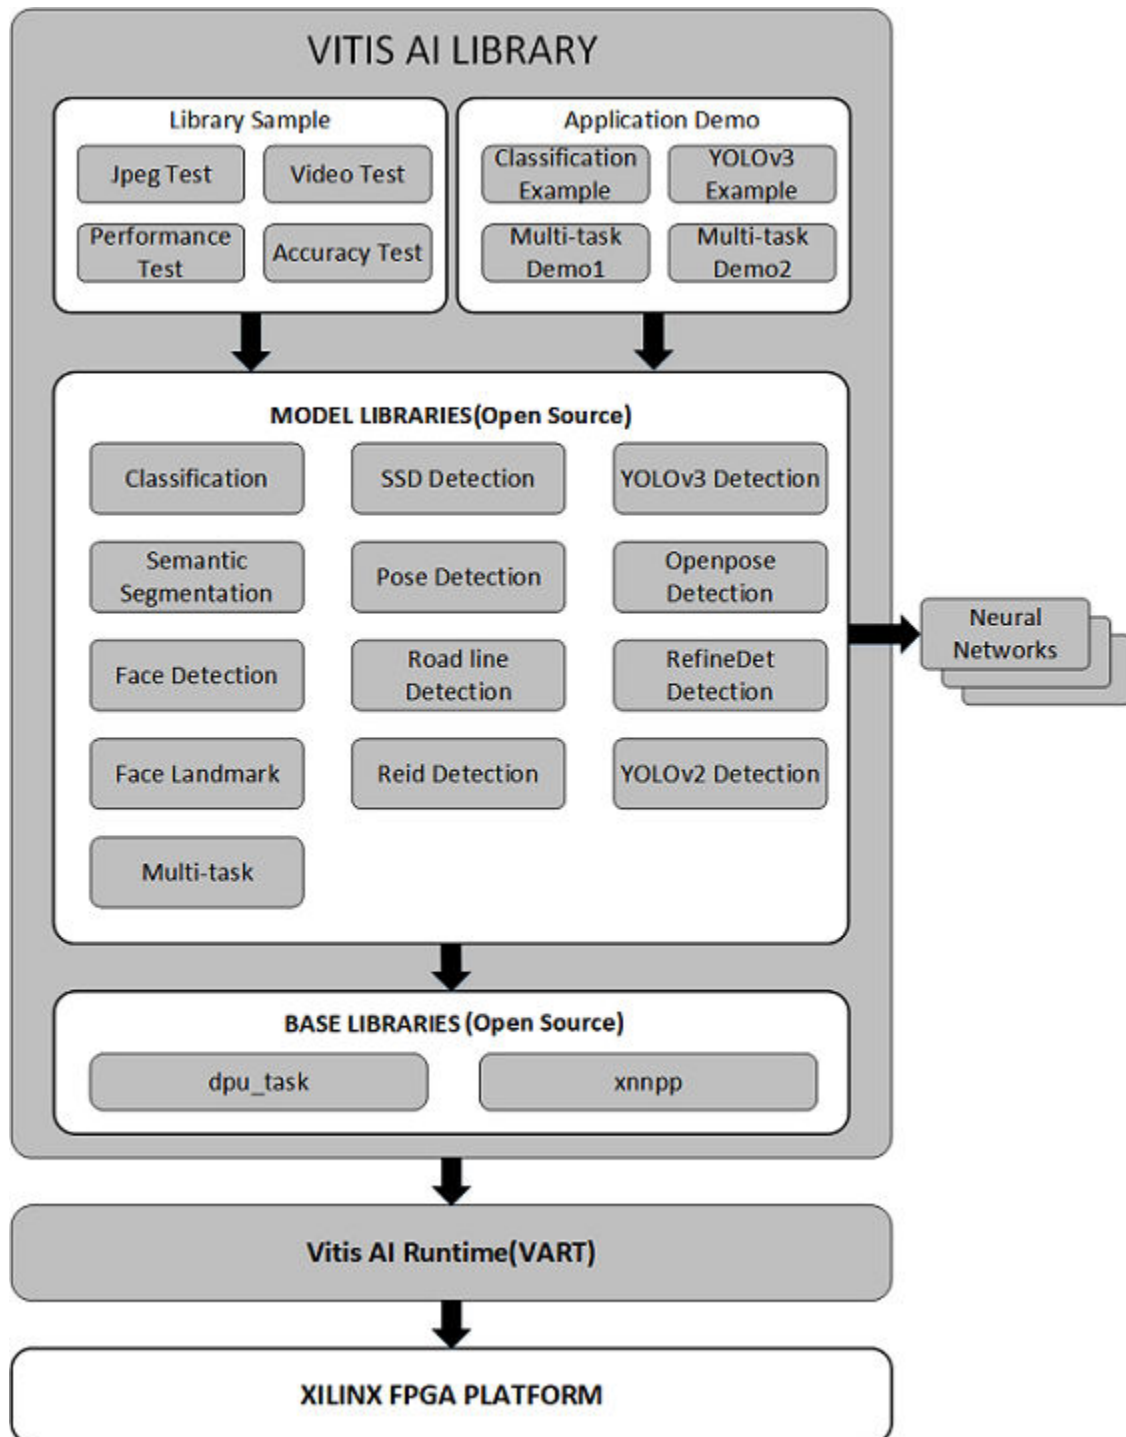 VITIS AI LIBRARY
Library Sample
Jpeg Test
Video Test
Performance
Test
Accuracy Test
Application Demo
Classification
Example
YOLOv3
Example
Multi-task
Demo1
Multi-task
Demo2
MODEL LIBRARIES(Open Source)
Classification
SSD Detection
YOLOv3 Detection
Semantic
Segmentation
Pose Detection
Openpose
Detection
Face Detection
Road line
Detection
RefineDet
Detection
Face Landmark
Reid Detection
YOLOv2 Detection
Multi-task
Neural
Networks
BASE LIBRARIES (Open Source)
dpu_task
xnnpp
Vitis AI Runtime(VART)
XILINX FPGA PLATFORM